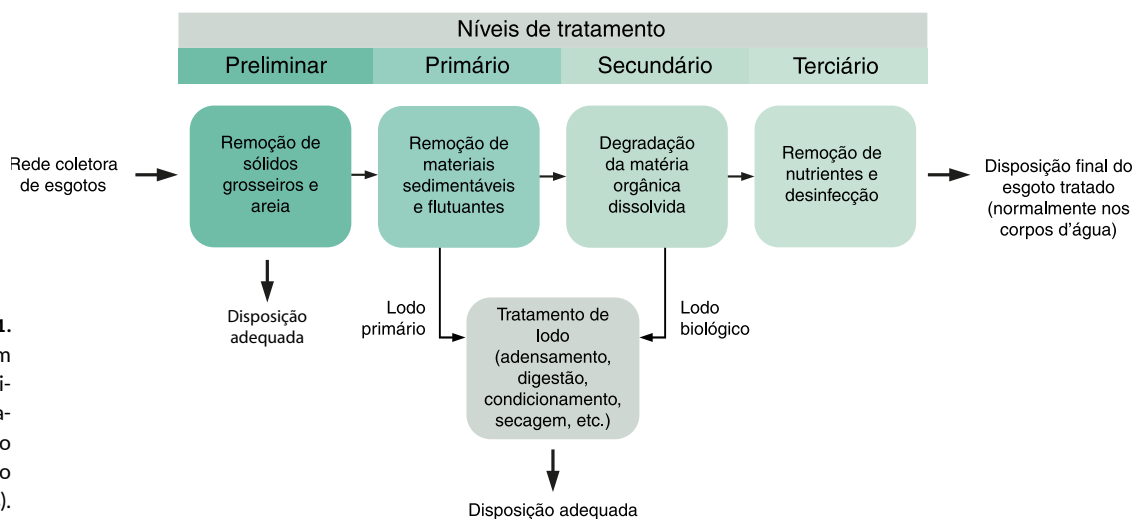 Níveis de tratamento
Preliminar
Primário
Secundário
Terciário
Rede coletora
de esgotos
Remoção de
sólidos
grosseiros e
areia
Remoção de
materiais
sedimentáveis
e flutuantes
Degradação
da matéria
orgânica
dissolvida
Remoção de
nutrientes e
desinfecção
Disposição final do
esgoto tratado
(normalmente nos
corpos d'água)
Disposição
adequada
Lodo
primário
Tratamento de
lodo
(adensamento,
digestão,
condicionamento,
secagem, etc.)
Lodo
biológico
Disposição adequada
1.
m
i-
a-
o
o
).